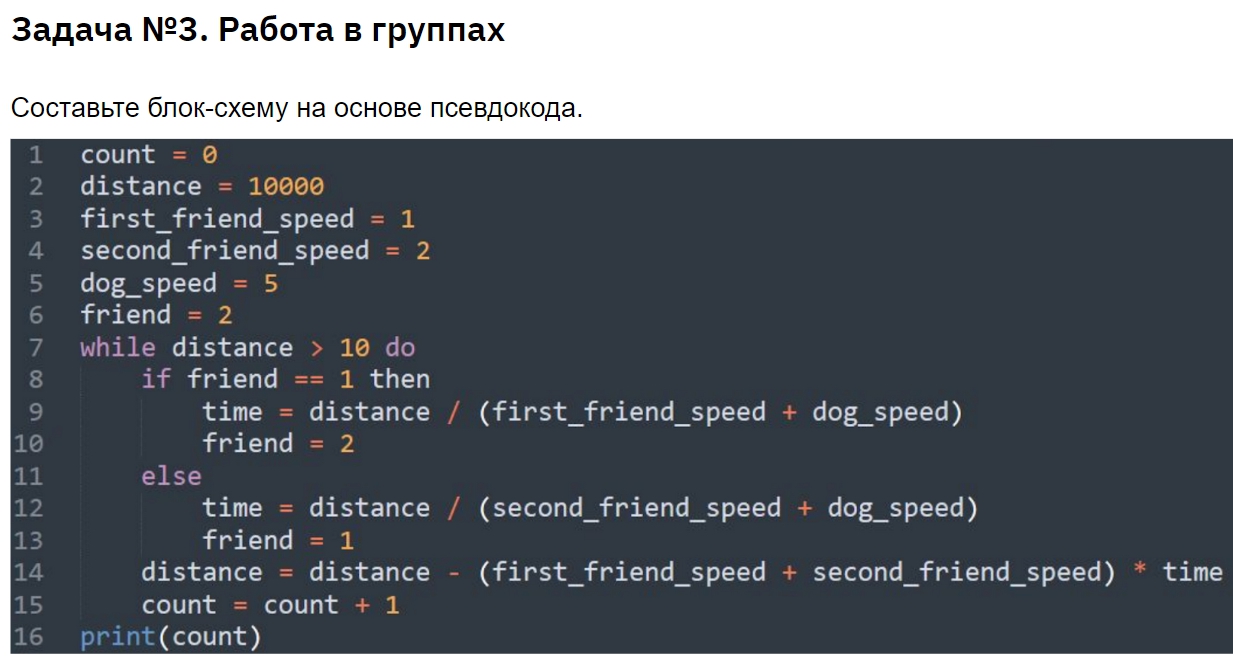 Задача №3. Работа в группах
Составьте блок-схему на основе псевдокода.
1 count = 0
2 distance = 10000
3 first_friend_speed = 1
4 second_friend_speed = 2
5 dog_speed = 5
6 friend = 2
7 while distance > 10 do
8     if friend == 1 then
9         time = distance / (first_friend_speed + dog_speed)
10         friend = 2
11     else
12         time = distance / (second_friend_speed + dog_speed)
13         friend = 1
14     distance = distance - (first_friend_speed + second_friend_speed) * time
15     count = count + 1
16 print(count)